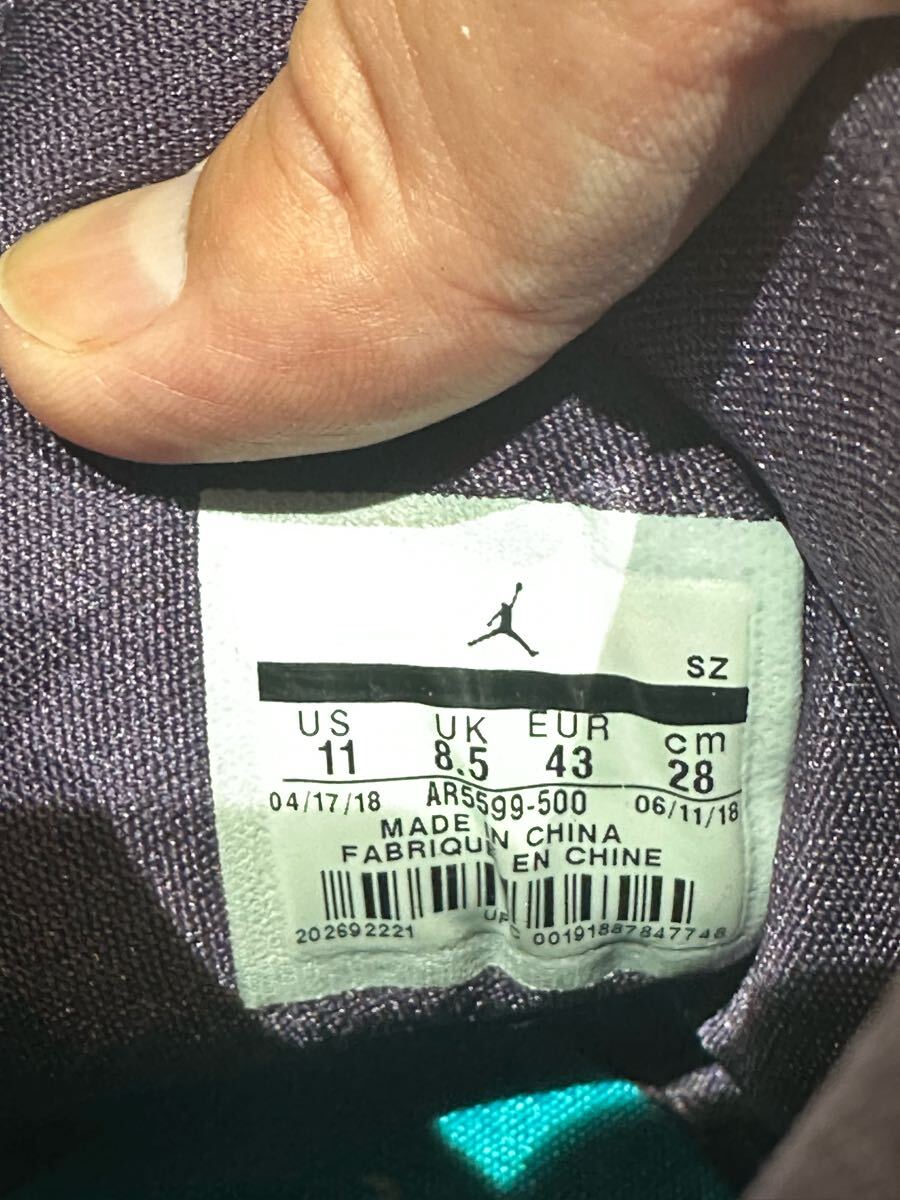 SZ
US UK EUR cm
11 8.5 43 28
04/17/18 AR5599-500 06/11/18
MADE IN CHINA
FABRIQUE EN CHINE
202692221 UPC 00191887847748